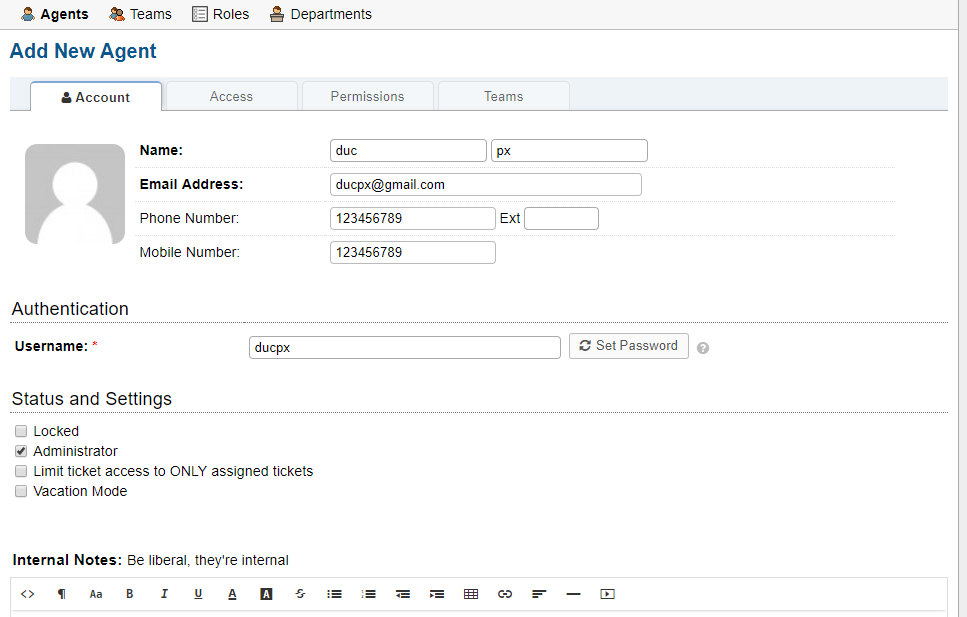 Agents Teams Roles Departments
Add New Agent
Account Access Permissions Teams
Name: duc px
Email Address: ducpx@gmail.com
Phone Number: 123456789 Ext
Mobile Number: 123456789
Authentication
Username: * ducpx Set Password ?
Status and Settings
Locked
Administrator
Limit ticket access to ONLY assigned tickets
Vacation Mode
Internal Notes: Be liberal, they're internal
<> ¶ Aa B I U A A S